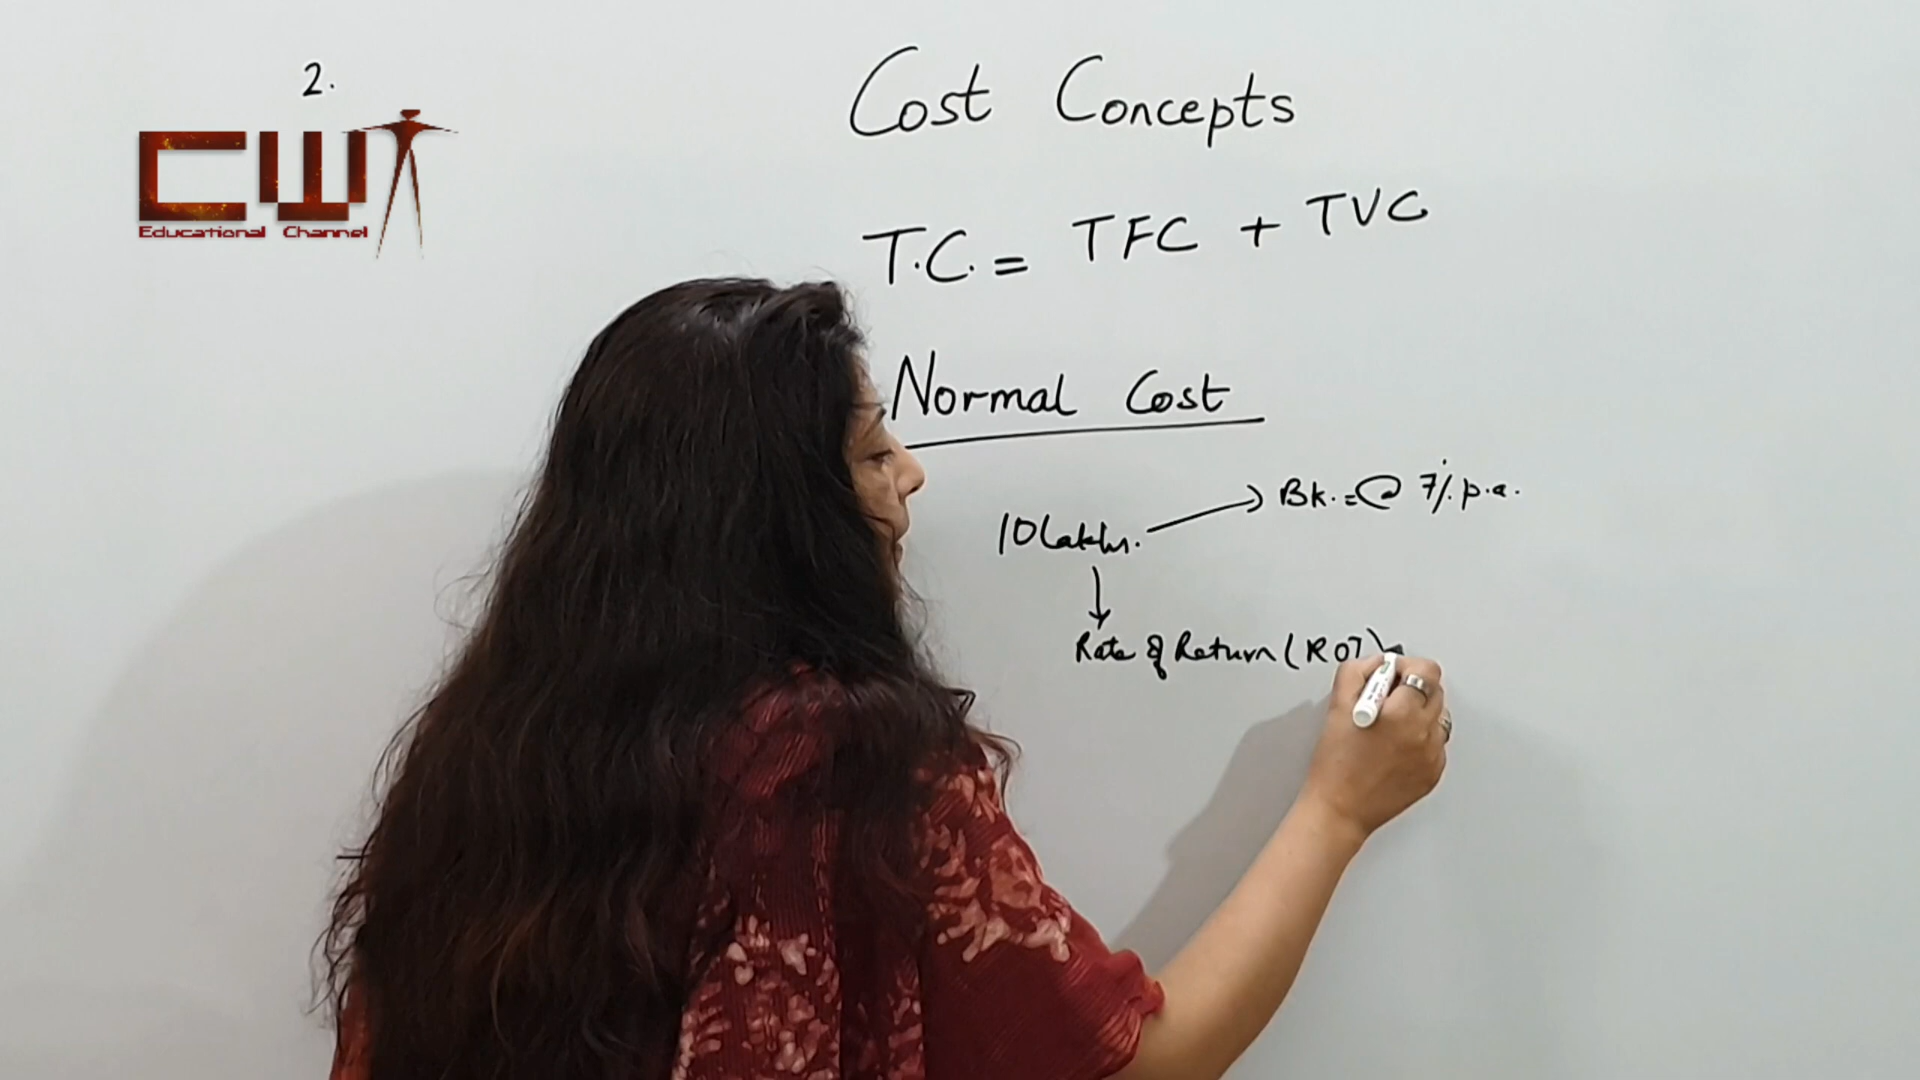 2.
CW
Educational Channel
Cost Concepts
T.C. = TFC + TVC
Normal Cost
10 lakhs. → Bk. = @ 7%. p.a.
↓
Rate of Return (ROI)